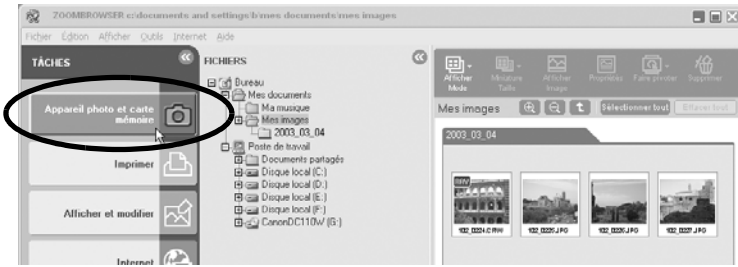 ZOOMBROWSER c:\documents and settings\b\mes documents\mes images
Fichier Édition Afficher Outils Internet Aide
TÂCHES
Appareil photo et carte
mémoire
Imprimer
Afficher et modifier
Internet
FICHIERS
Bureau
Mes documents
Ma musique
Mes images
2003_03_04
Poste de travail
Documents partagés
Disque local (C:)
Disque local (D:)
Disque local (E:)
Disque local (F:)
CanonDC110W (G:)
Afficher
Mode
Miniature
Taille
Afficher
Image
Propriétés
Faire pivoter
Supprimer
Mes images
Sélectionner tout
Effacer tout
2003_03_04
RAW
102_0224.CRW
102_0225.JPG
102_0226.JPG
102_0227.JPG